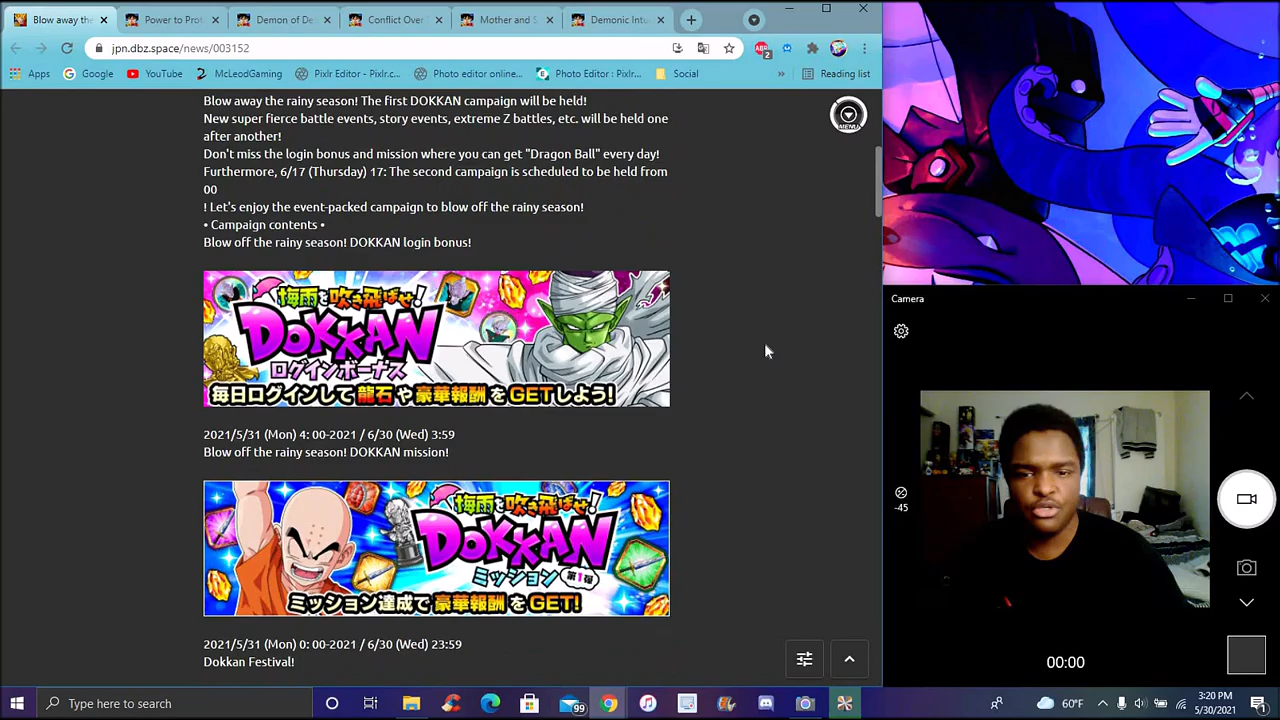 Blow away the
Power to Prot
Demon of De
Conflict Over
Mother and S
Demonic Intu
jpn.dbz.space/news/003152
ABP
2
Apps
Google
YouTube
McLeodGaming
Pixlr Editor - Pixlr.c...
Photo editor online...
Photo Editor : Pixlr...
Social
»
Reading list
MENU
Blow away the rainy season! The first DOKKAN campaign will be held!
New super fierce battle events, story events, extreme Z battles, etc. will be held one
after another!
Don't miss the login bonus and mission where you can get "Dragon Ball" every day!
Furthermore, 6/17 (Thursday) 17: The second campaign is scheduled to be held from
00
! Let's enjoy the event-packed campaign to blow off the rainy season!
• Campaign contents •
Blow off the rainy season! DOKKAN login bonus!
梅雨を吹き飛ばせ!
DOKKAN
ログインボーナス
毎日ログインして龍石や豪華報酬をGETしよう!
2021/5/31 (Mon) 4: 00-2021 / 6/30 (Wed) 3:59
Blow off the rainy season! DOKKAN mission!
梅雨を吹き飛ばせ!
DOKKAN
ミッション 第1弾
ミッション達成で豪華報酬をGET!
2021/5/31 (Mon) 0: 00-2021 / 6/30 (Wed) 23:59
Dokkan Festival!
Camera
-45
00:00
Type here to search
99
60°F
3:20 PM
5/30/2021
1